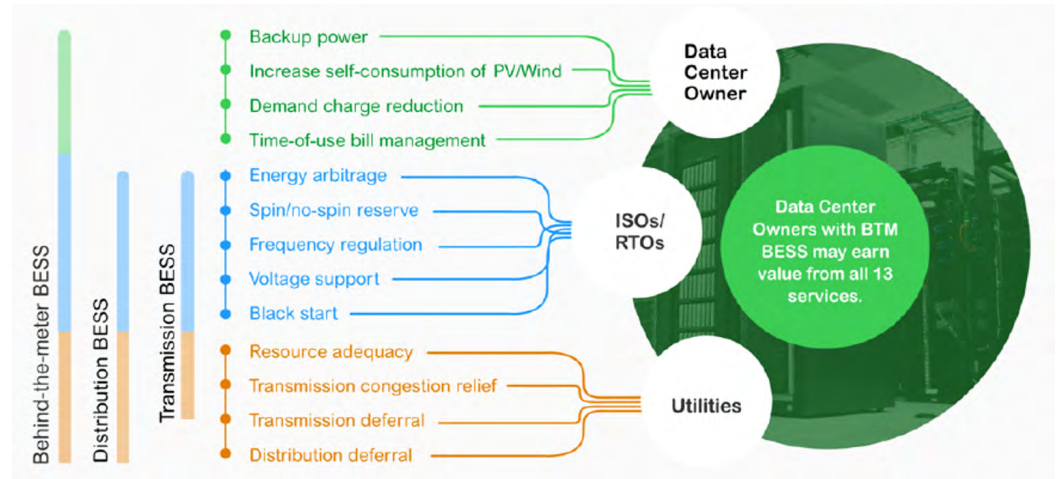 Behind-the-meter BESS
Distribution BESS
Transmission BESS
Backup power
Increase self-consumption of PV/Wind
Demand charge reduction
Time-of-use bill management
Energy arbitrage
Spin/no-spin reserve
Frequency regulation
Voltage support
Black start
Resource adequacy
Transmission congestion relief
Transmission deferral
Distribution deferral
Data
Center
Owner
ISOs/
RTOs
Utilities
Data Center
Owners with BTM
BESS may earn
value from all 13
services.